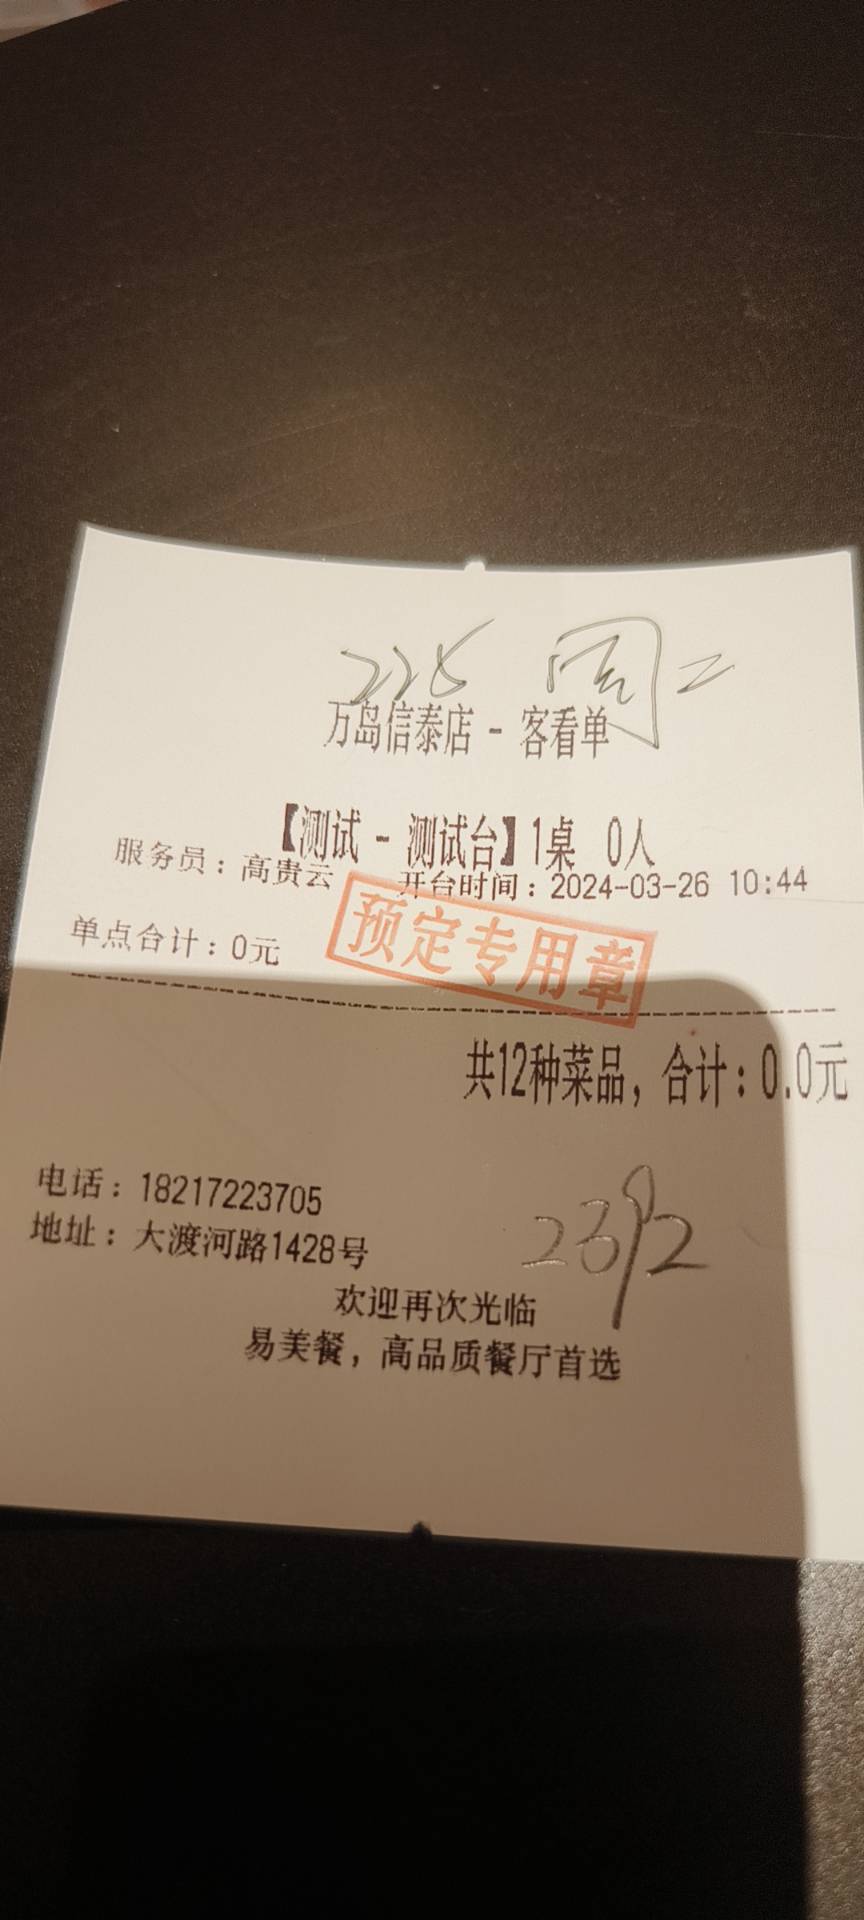 周二
万岛信泰店 - 客看单
【测试 - 测试台】1桌 0人
服务员：高贵云 开台时间：2024-03-26 10:44
预定专用章
单点合计：0元
共12种菜品，合计：0.0元
电话：18217223705
地址：大渡河路1428号
欢迎再次光临
易美餐，高品质餐厅首选